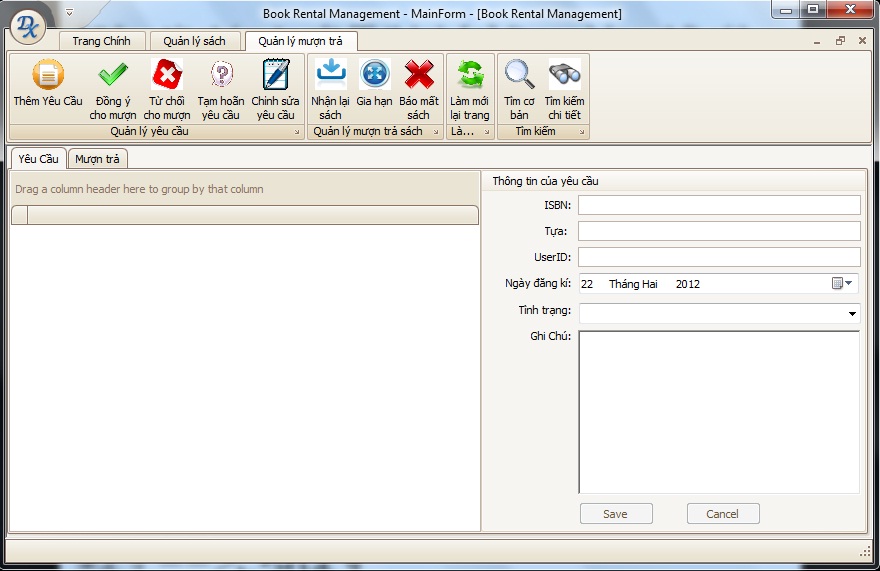 Book Rental Management - MainForm - [Book Rental Management]
Trang Chính
Quản lý sách
Quản lý mượn trả
Thêm Yêu Cầu
Đồng ý
cho mượn
Từ chối
cho mượn
Tạm hoãn
yêu cầu
Chinh sửa
yêu cầu
Quản lý yêu cầu
Nhận lại
sách
Gia hạn
Báo mất
sách
Quản lý mượn trả sách
Làm mới
lại trang
Là...
Tìm cơ
bản
Tìm kiếm
chi tiết
Tìm kiếm
Yêu Cầu
Mượn trả
Drag a column header here to group by that column
Thông tin của yêu cầu
ISBN:
Tựa:
UserID:
Ngày đăng kí:
22 Tháng Hai 2012
Tình trạng:
Ghi Chú:
Save
Cancel